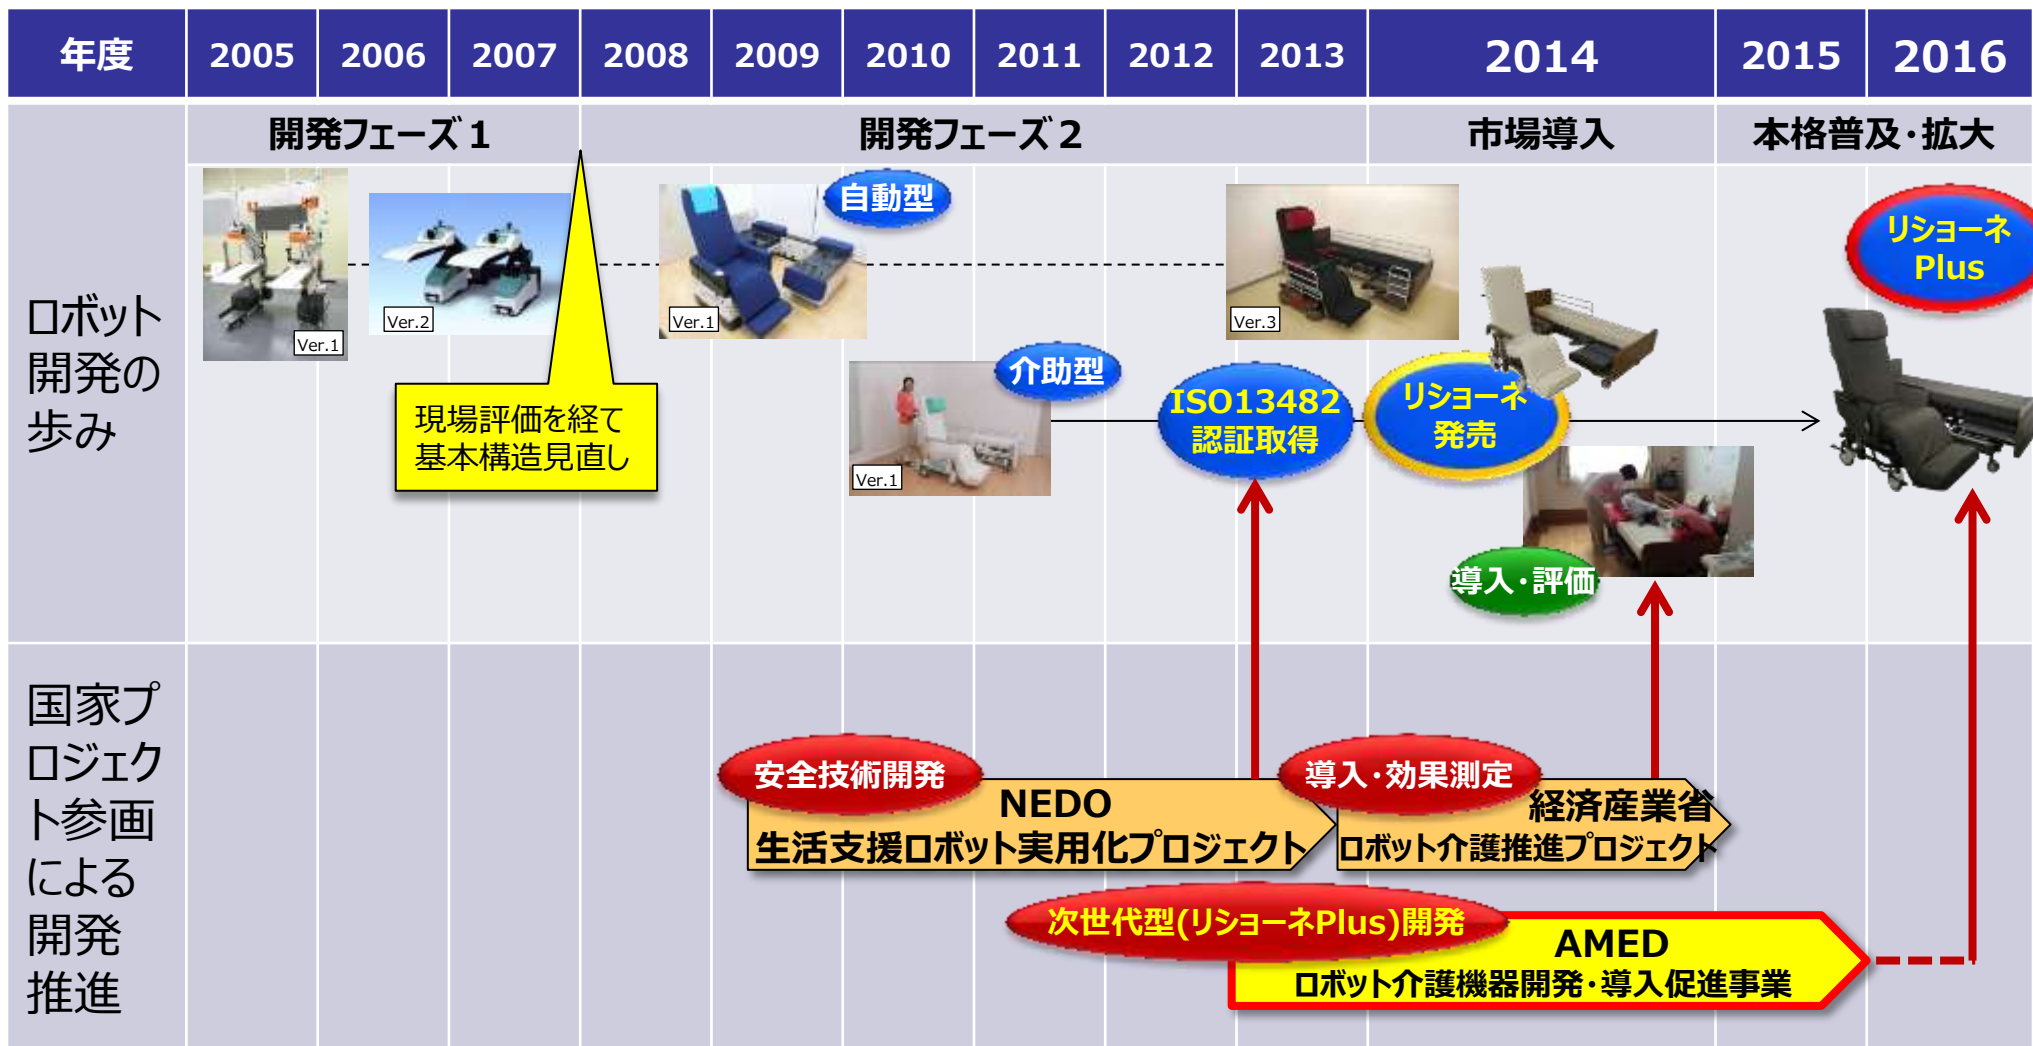 年度 2005 2006 2007 2008 2009 2010 2011 2012 2013 2014 2015 2016
開発フェーズ1 開発フェーズ2 市場導入 本格普及・拡大
ロボット
開発の
歩み
Ver.1
Ver.2
現場評価を経て
基本構造見直し
Ver.1
自動型
Ver.1
介助型
Ver.3
ISO13482
認証取得
リショーネ
発売
導入・評価
リショーネ
Plus
国家プ
ロジェク
ト参画
による
開発
推進
安全技術開発
NEDO
生活支援ロボット実用化プロジェクト
導入・効果測定
経済産業省
ロボット介護推進プロジェクト
次世代型(リショーネPlus)開発
AMED
ロボット介護機器開発・導入促進事業